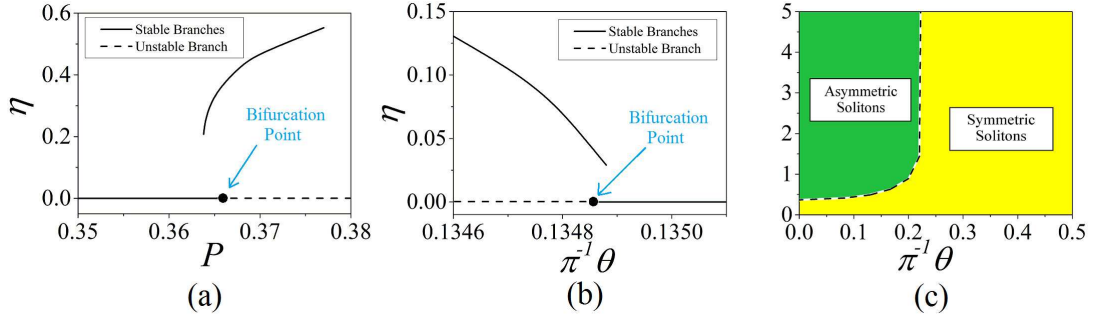 Stable Branches
Unstable Branch
Bifurcation
Point
η
0.6
0.4
0.2
0.0
0.35
0.36
0.37
0.38
P
(a)
Stable Branches
Unstable Branch
Bifurcation
Point
η
0.15
0.10
0.05
0.00
0.1346
0.1348
0.1350
π⁻¹θ
(b)
Asymmetric
Solitons
Symmetric
Solitons
5
4
3
2
1
0
0.0
0.1
0.2
0.3
0.4
0.5
π⁻¹θ
(c)